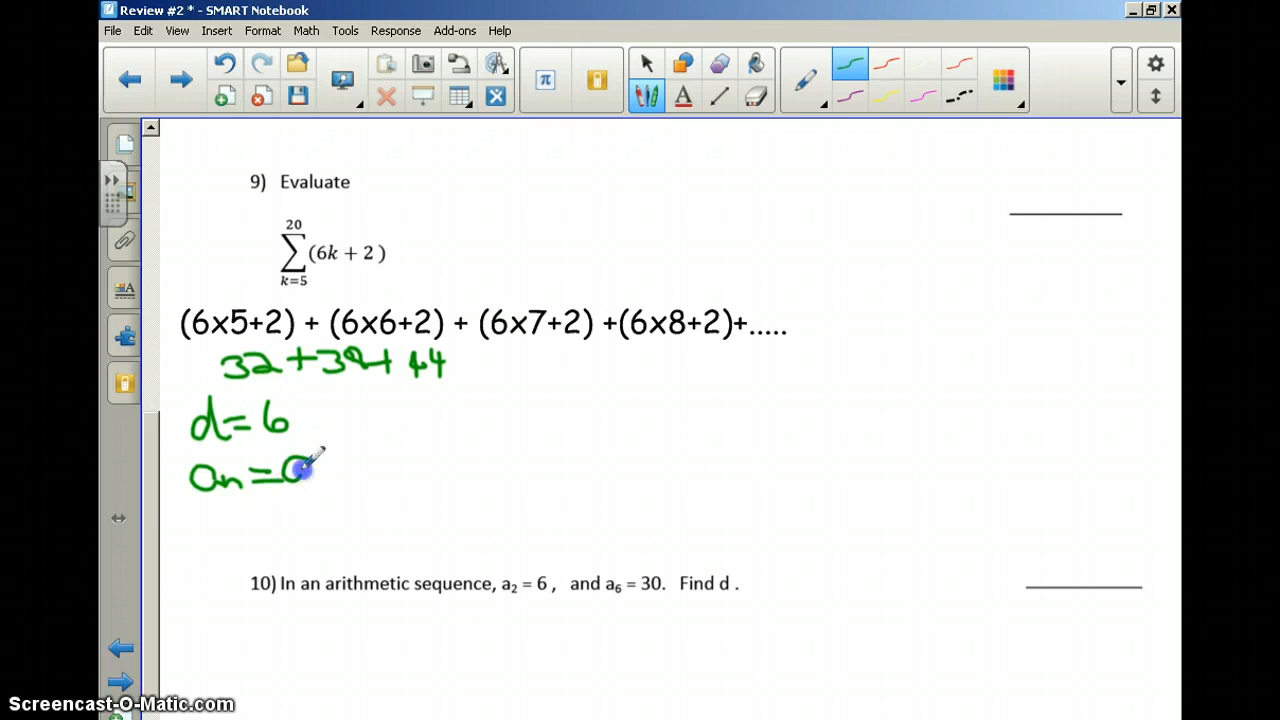 Review #2 * - SMART Notebook
File Edit View Insert Format Math Tools Response Add-ons Help
9) Evaluate
20
∑(6k + 2 )
k=5
(6x5+2) + (6x6+2) + (6x7+2) +(6x8+2)+.....
32+38+ 44
d= 6
an =a
10) In an arithmetic sequence, a₂ = 6 , and a₆ = 30. Find d .
Screencast-O-Matic.com